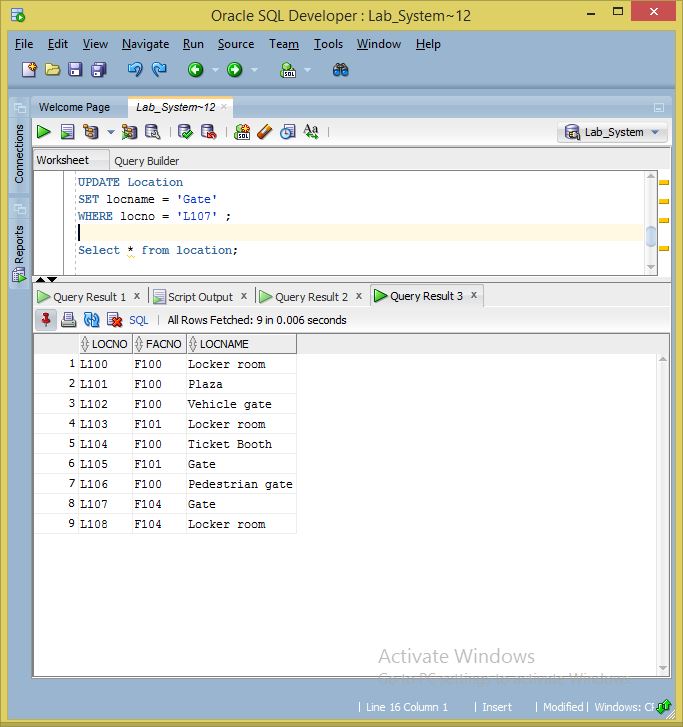 Oracle SQL Developer : Lab_System~12
File Edit View Navigate Run Source Team Tools Window Help
Welcome Page Lab_System~12
Lab_System
Connections
Reports
Worksheet Query Builder
UPDATE Location
SET locname = 'Gate'
WHERE locno = 'L107' ;
Select * from location;
Query Result 1 x Script Output x Query Result 2 x Query Result 3 x
SQL | All Rows Fetched: 9 in 0.006 seconds
LOCNO FACNO LOCNAME
1 L100 F100 Locker room
2 L101 F100 Plaza
3 L102 F100 Vehicle gate
4 L103 F101 Locker room
5 L104 F100 Ticket Booth
6 L105 F101 Gate
7 L106 F100 Pedestrian gate
8 L107 F104 Gate
9 L108 F104 Locker room
Activate Windows
Line 16 Column 1 | Insert | Modified | Windows: